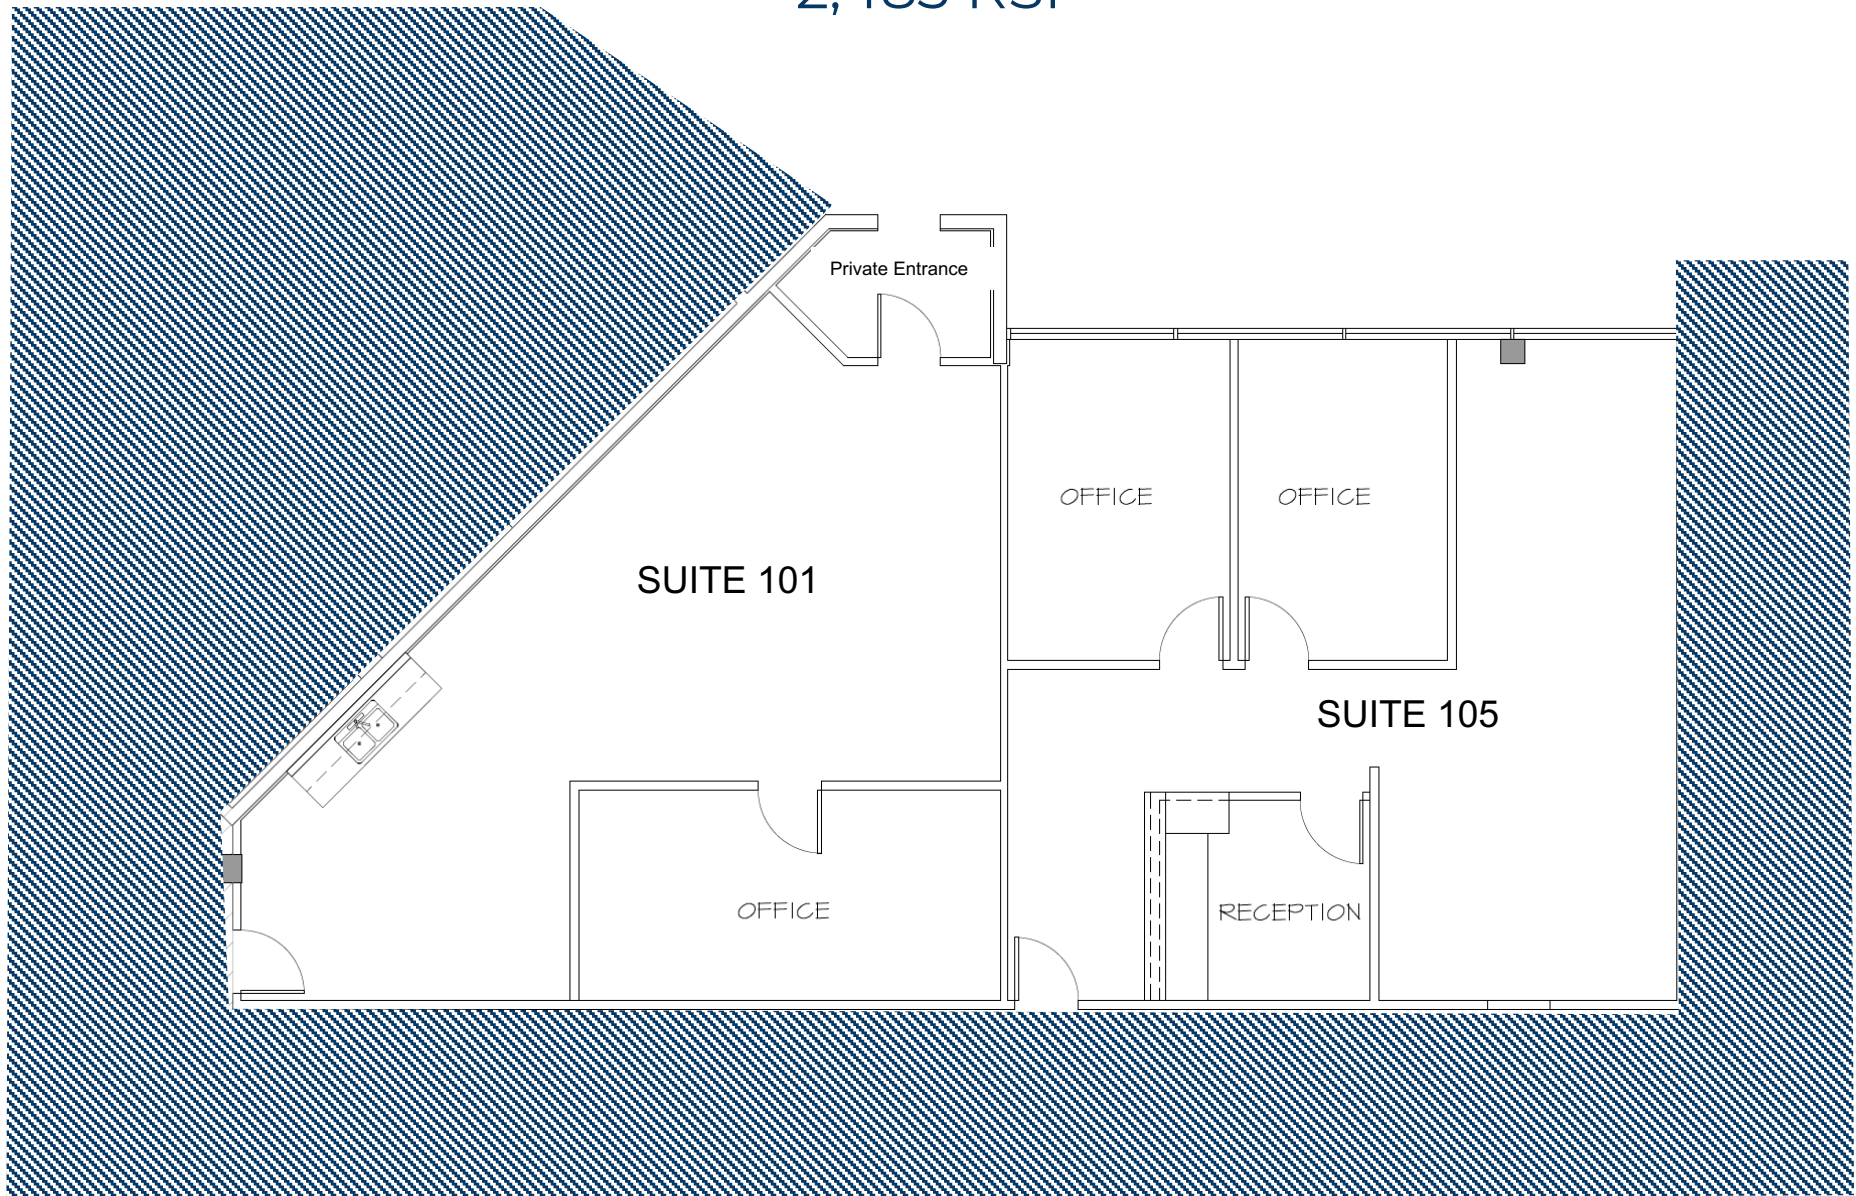 Private Entrance
OFFICE
OFFICE
SUITE 101
SUITE 105
OFFICE
RECEPTION